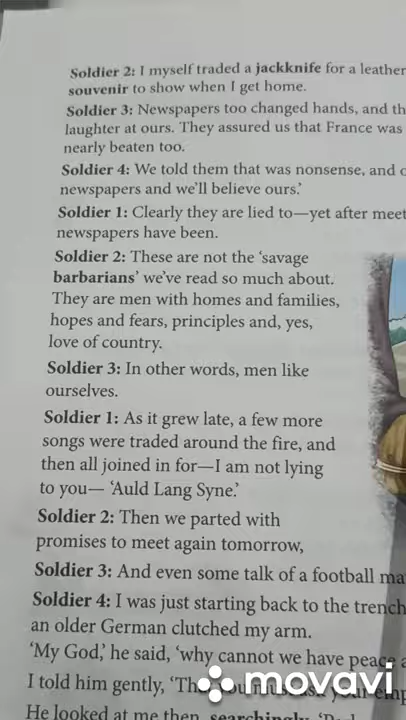 Soldier 2: I myself traded a jackknife for a leather
souvenir to show when I get home.
Soldier 3: Newspapers too changed hands, and th
laughter at ours. They assured us that France was
nearly beaten too.
Soldier 4: We told them that was nonsense, and
newspapers and we'll believe ours.'
Soldier 1: Clearly they are lied to—yet after meet
newspapers have been.
Soldier 2: These are not the 'savage
barbarians' we've read so much about.
They are men with homes and families,
hopes and fears, principles and, yes,
love of country.
Soldier 3: In other words, men like
ourselves.
Soldier 1: As it grew late, a few more
songs were traded around the fire, and
then all joined in for—I am not lying
to you— 'Auld Lang Syne.'
Soldier 2: Then we parted with
promises to meet again tomorrow,
Soldier 3: And even some talk of a football ma
Soldier 4: I was just starting back to the trench
an older German clutched my arm.
'My God,' he said, 'why cannot we have peace a
I told him gently,
He looked at me then, searchingly.
movavi